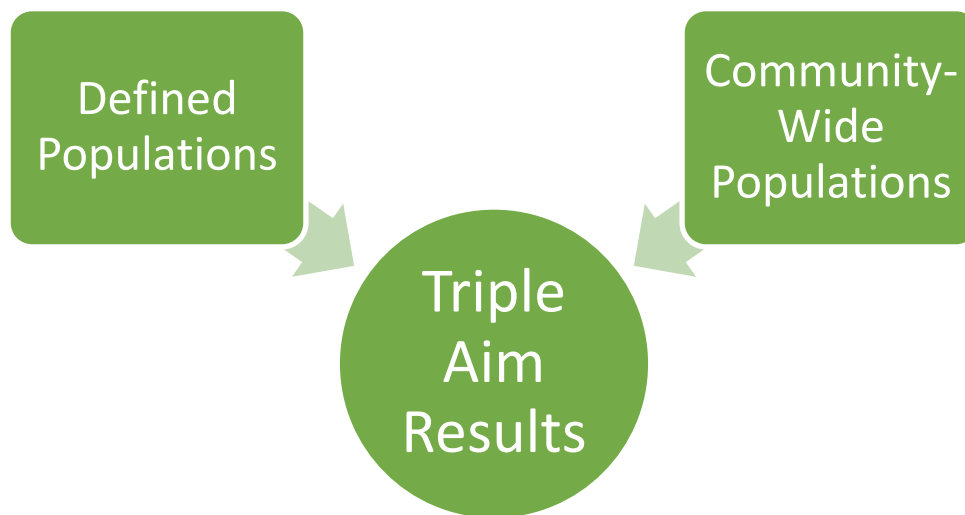 Defined
Populations
Community-
Wide
Populations
Triple
Aim
Results